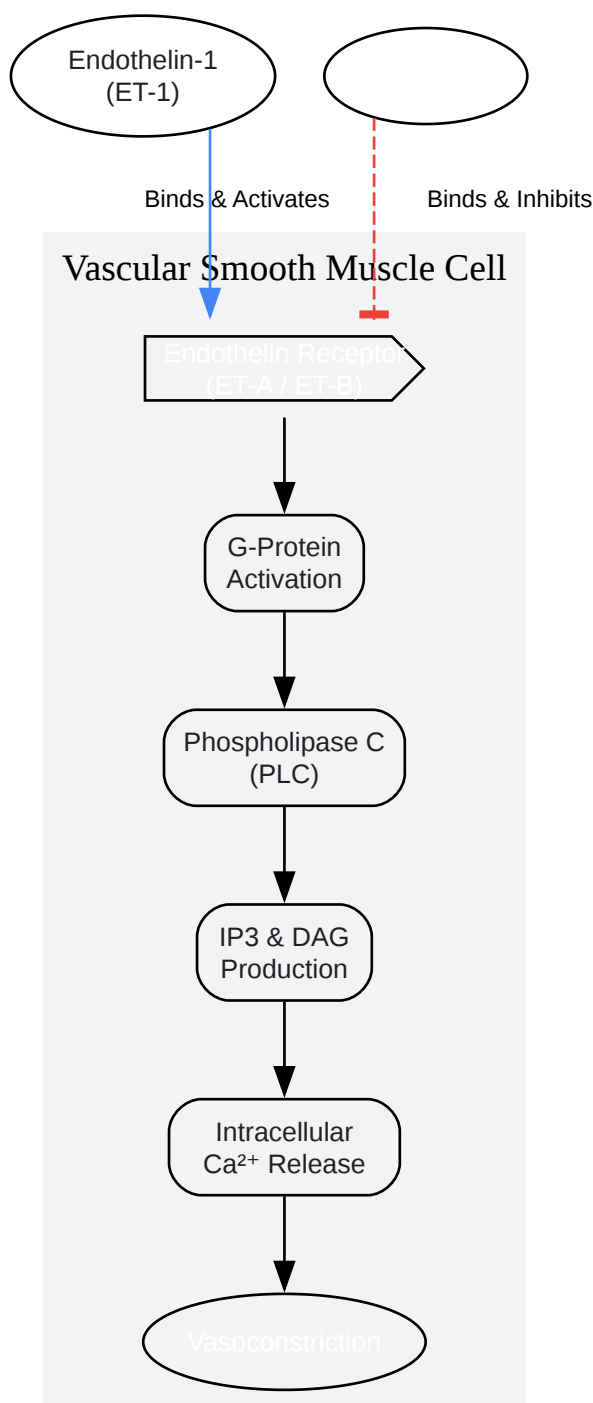 Endothelin-1
(ET-1)
Binds & Activates
Binds & Inhibits
Vascular Smooth Muscle Cell
Endothelin Receptor
(ET-A / ET-B)
G-Protein
Activation
Phospholipase C
(PLC)
IP3 & DAG
Production
Intracellular
Ca²⁺ Release
Vasoconstriction